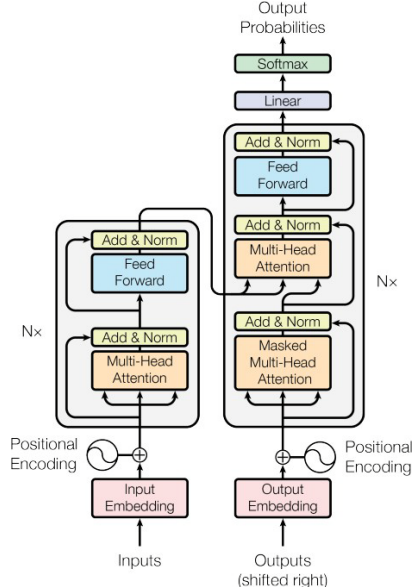 Output
Probabilities
Softmax
Linear
Add & Norm
Feed
Forward
Add & Norm
Multi-Head
Attention
Add & Norm
Masked
Multi-Head
Attention
N×
Positional
Encoding
Output
Embedding
Outputs
(shifted right)
Add & Norm
Feed
Forward
Add & Norm
Multi-Head
Attention
N×
Positional
Encoding
Input
Embedding
Inputs